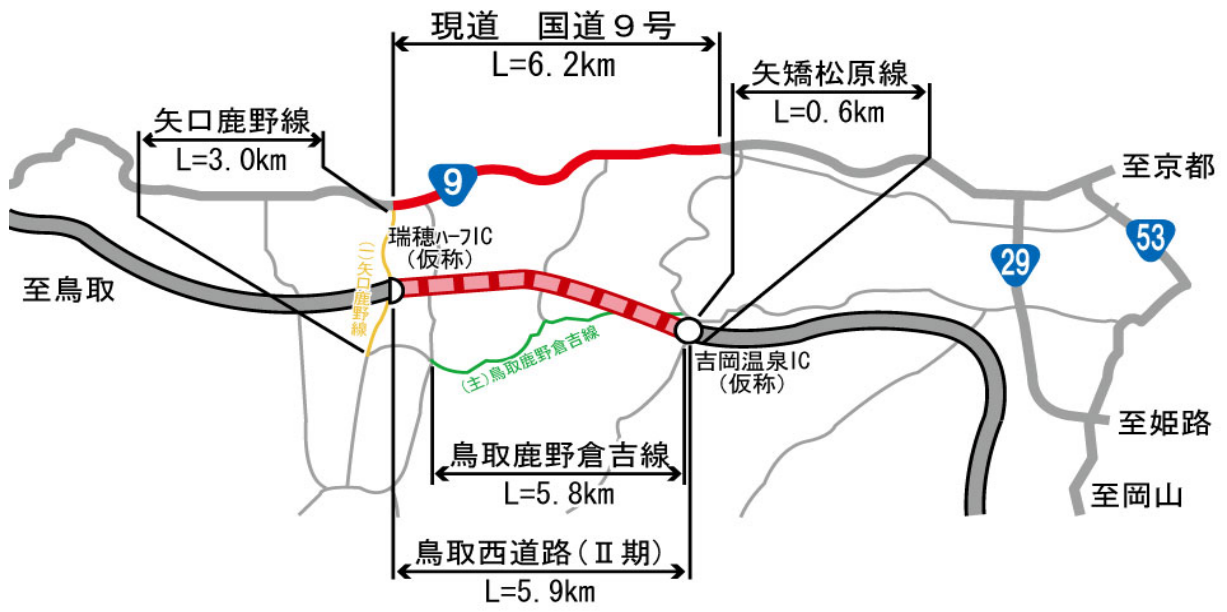 現道　国道９号
L=6.2km
矢矯松原線
L=0.6km
矢口鹿野線
L=3.0km
至京都
9
53
29
瑞穂ﾊｰﾌIC
(仮称)
至鳥取
(一)矢口鹿野線
(主)鳥取鹿野倉吉線
吉岡温泉IC
(仮称)
至姫路
鳥取鹿野倉吉線
L=5.8km
至岡山
鳥取西道路(Ⅱ期)
L=5.9km